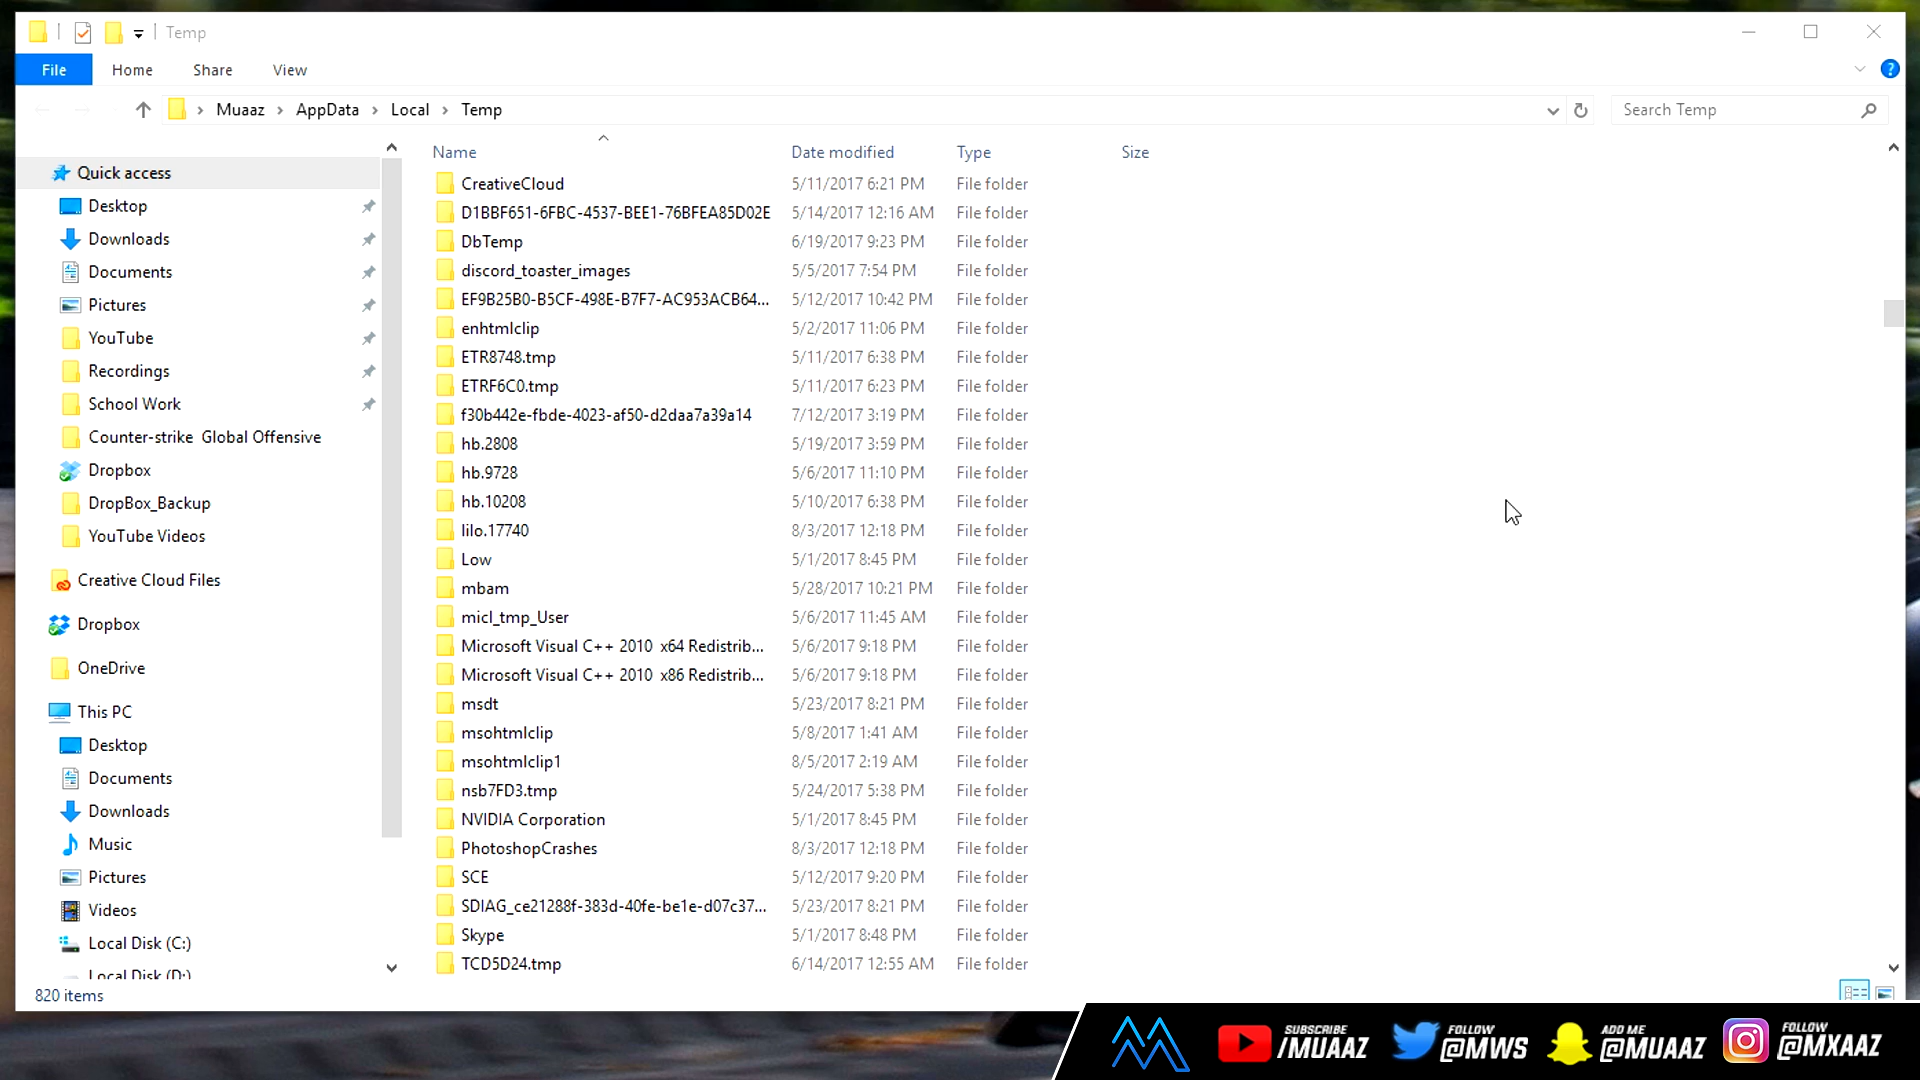 Temp
File Home Share View
Muaaz AppData Local Temp
Search Temp
Name Date modified Type Size
Quick access
Desktop
Downloads
Documents
Pictures
YouTube
Recordings
School Work
Counter-strike Global Offensive
Dropbox
DropBox_Backup
YouTube Videos
Creative Cloud Files
Dropbox
OneDrive
This PC
Desktop
Documents
Downloads
Music
Pictures
Videos
Local Disk (C:)
Local Disk (D:)
CreativeCloud 5/11/2017 6:21 PM File folder
D1BBF651-6FBC-4537-BEE1-76BFEA85D02E 5/14/2017 12:16 AM File folder
DbTemp 6/19/2017 9:23 PM File folder
discord_toaster_images 5/5/2017 7:54 PM File folder
EF9B25B0-B5CF-498E-B7F7-AC953ACB64... 5/12/2017 10:42 PM File folder
enhtmlclip 5/2/2017 11:06 PM File folder
ETR8748.tmp 5/11/2017 6:38 PM File folder
ETRF6C0.tmp 5/11/2017 6:23 PM File folder
f30b442e-fbde-4023-af50-d2daa7a39a14 7/12/2017 3:19 PM File folder
hb.2808 5/19/2017 3:59 PM File folder
hb.9728 5/6/2017 11:10 PM File folder
hb.10208 5/10/2017 6:38 PM File folder
lilo.17740 8/3/2017 12:18 PM File folder
Low 5/1/2017 8:45 PM File folder
mbam 5/28/2017 10:21 PM File folder
micl_tmp_User 5/6/2017 11:45 AM File folder
Microsoft Visual C++ 2010 x64 Redistrib... 5/6/2017 9:18 PM File folder
Microsoft Visual C++ 2010 x86 Redistrib... 5/6/2017 9:18 PM File folder
msdt 5/23/2017 8:21 PM File folder
msohtmlclip 5/8/2017 1:41 AM File folder
msohtmlclip1 8/5/2017 2:19 AM File folder
nsb7FD3.tmp 5/24/2017 5:38 PM File folder
NVIDIA Corporation 5/1/2017 8:45 PM File folder
PhotoshopCrashes 8/3/2017 12:18 PM File folder
SCE 5/12/2017 9:20 PM File folder
SDIAG_ce21288f-383d-40fe-be1e-d07c37... 5/23/2017 8:21 PM File folder
Skype 5/1/2017 8:48 PM File folder
TCD5D24.tmp 6/14/2017 12:55 AM File folder
820 items
SUBSCRIBE
/MUAAZ
FOLLOW
@MWS
ADD ME
@MUAAZ
FOLLOW
@MXAAZ